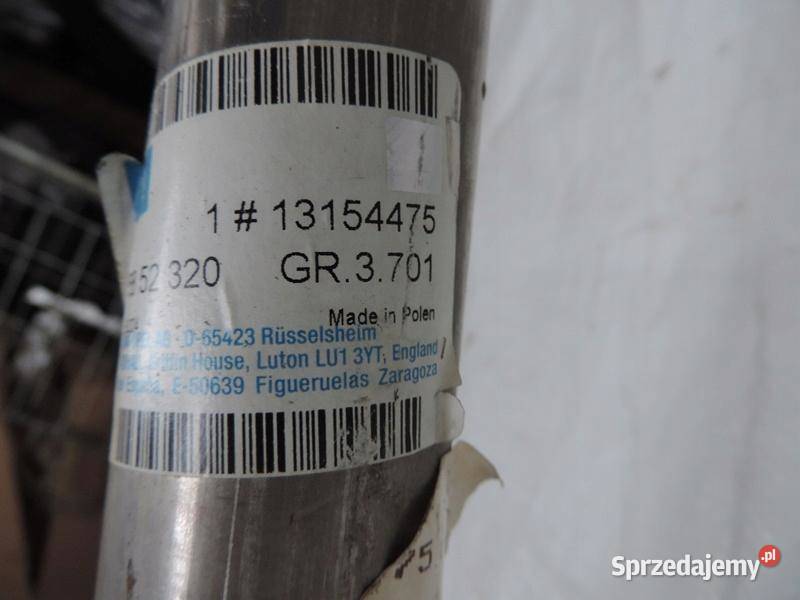 1 # 13154475
52 320 GR.3.701
Made in Polen
D-65423 Rüsselsheim
House, Luton LU1 3YT, England
E-50639 Figueruelas Zaragoza
5
Sprzedajemy.pl